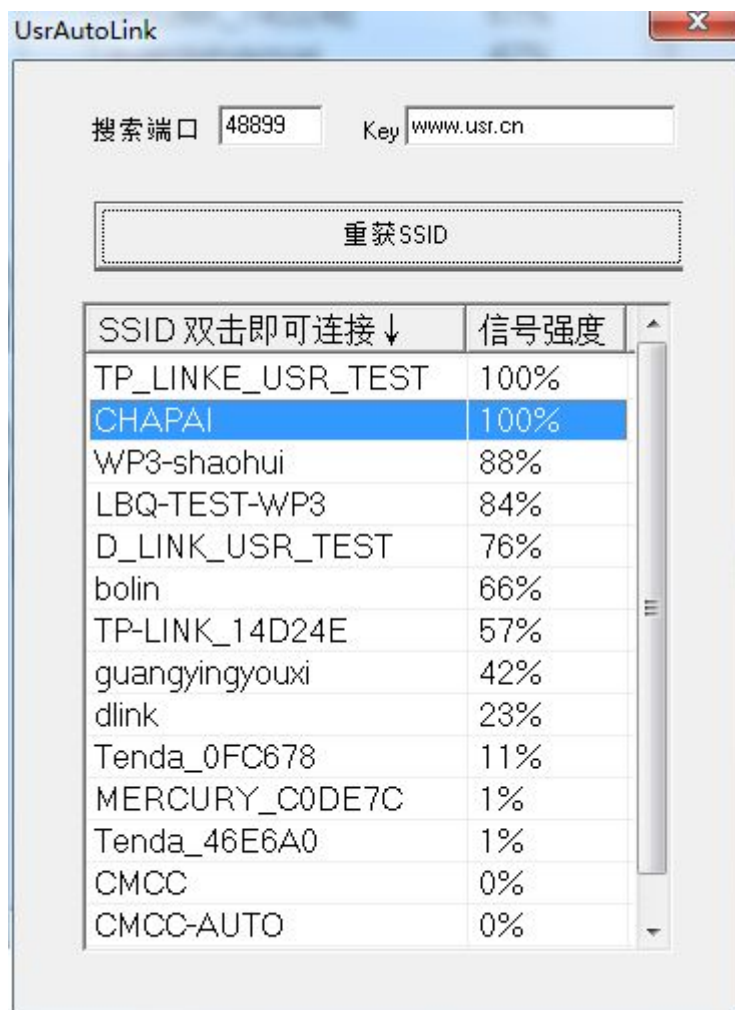 UsrAutoLink
搜索端口 48899 Key www.usr.cn
重获SSID
SSID 双击即可连接↓ 信号强度
TP_LINKE_USR_TEST 100%
CHAPAI 100%
WP3-shaohui 88%
LBQ-TEST-WP3 84%
D_LINK_USR_TEST 76%
bolin 66%
TP-LINK_14D24E 57%
guangyingyouxi 42%
dlink 23%
Tenda_0FC678 11%
MERCURY_C0DE7C 1%
Tenda_46E6A0 1%
CMCC 0%
CMCC-AUTO 0%